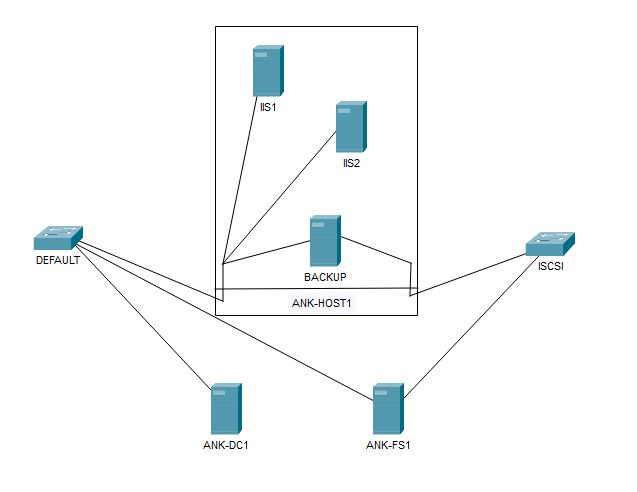 IIS1
IIS2
DEFAULT
BACKUP
ISCSI
ANK-HOST1
ANK-DC1
ANK-FS1